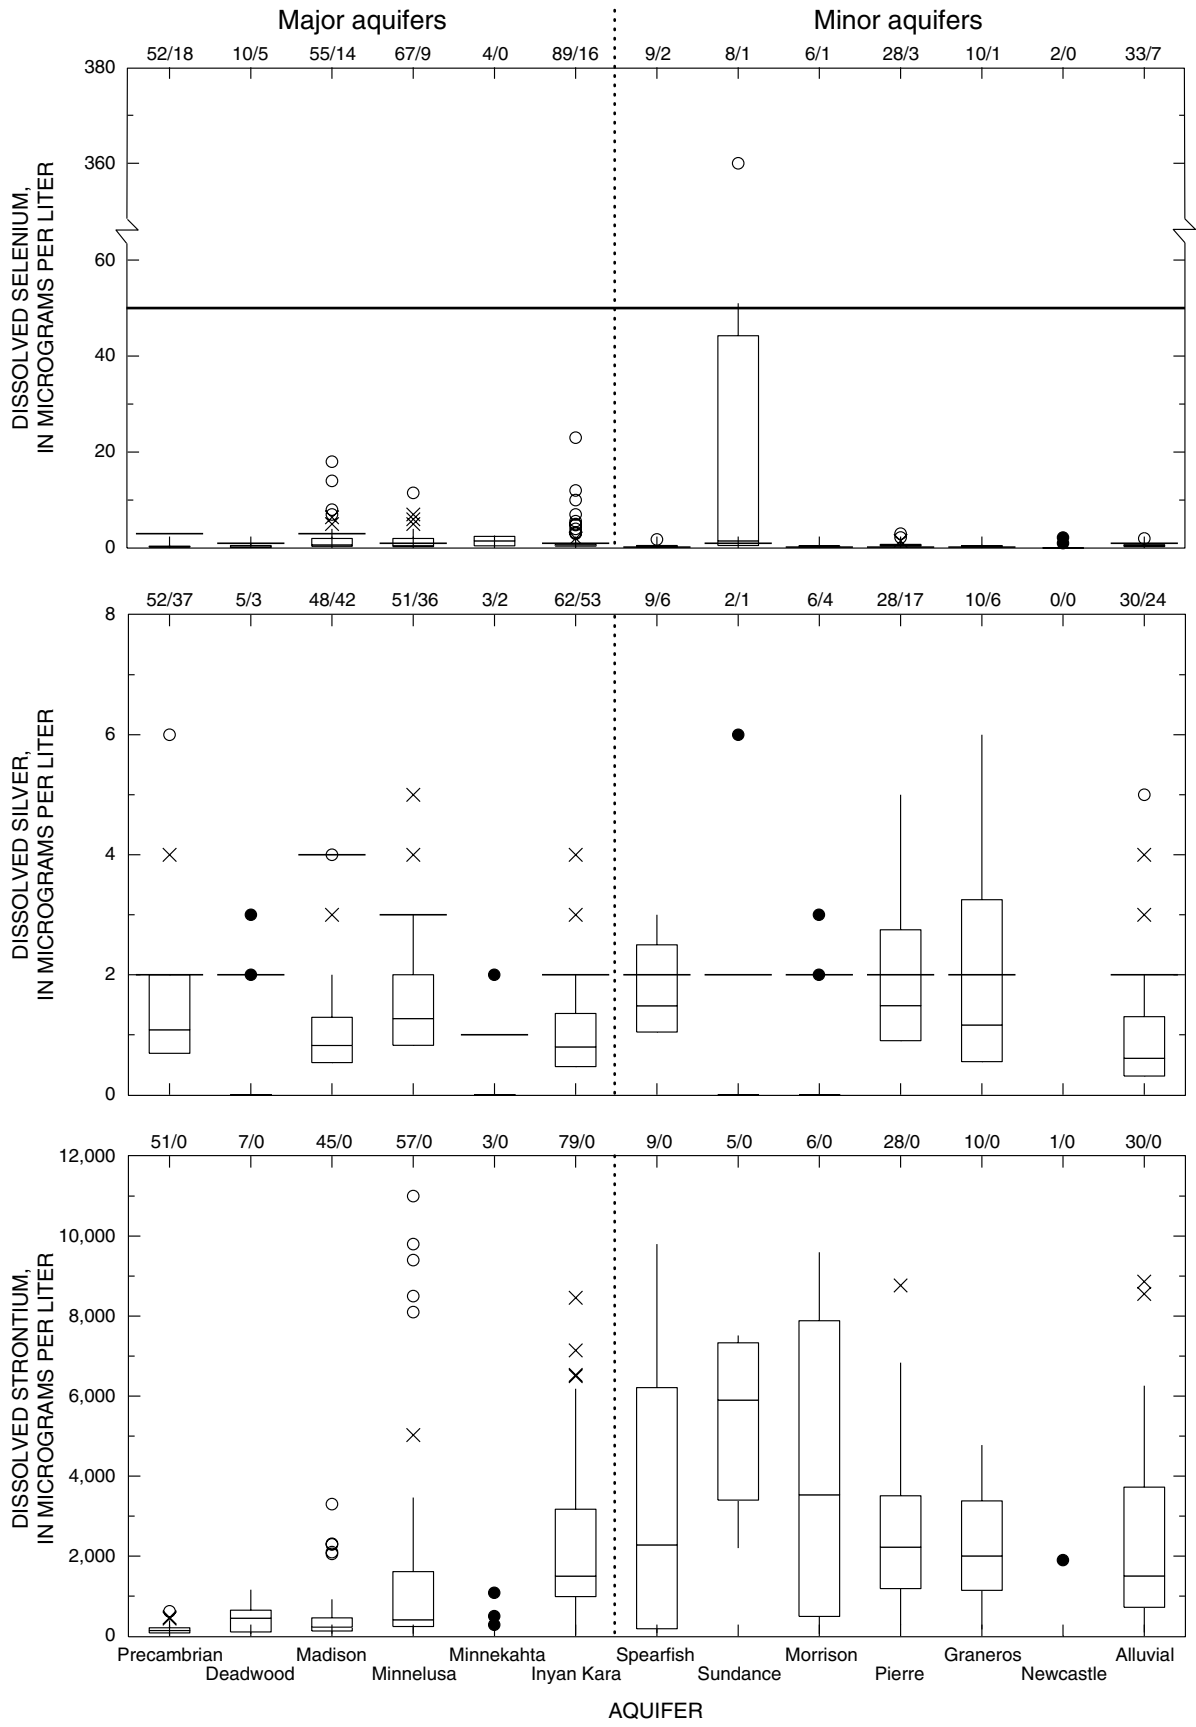 Major aquifers Minor aquifers
52/18 10/5 55/14 67/9 4/0 89/16 9/2 8/1 6/1 28/3 10/1 2/0 33/7
380
360
60
40
20
0
DISSOLVED SELENIUM,
IN MICROGRAMS PER LITER
52/37 5/3 48/42 51/36 3/2 62/53 9/6 2/1 6/4 28/17 10/6 0/0 30/24
8
6
4
2
0
DISSOLVED SILVER,
IN MICROGRAMS PER LITER
51/0 7/0 45/0 57/0 3/0 79/0 9/0 5/0 6/0 28/0 10/0 1/0 30/0
12,000
10,000
8,000
6,000
4,000
2,000
0
DISSOLVED STRONTIUM,
IN MICROGRAMS PER LITER
Precambrian Madison Minnekahta Spearfish Morrison Graneros Alluvial
Deadwood Minnelusa Inyan Kara Sundance Pierre Newcastle
AQUIFER